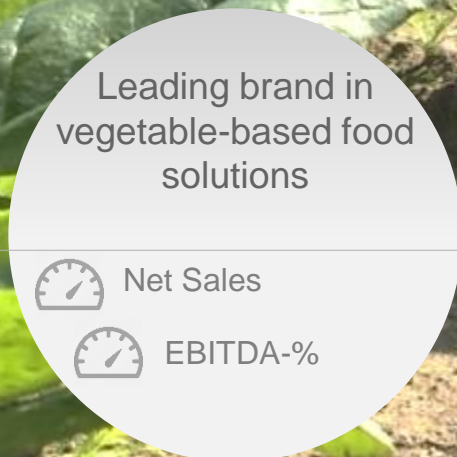 Leading brand in
vegetable-based food
solutions
Net Sales
EBITDA-%